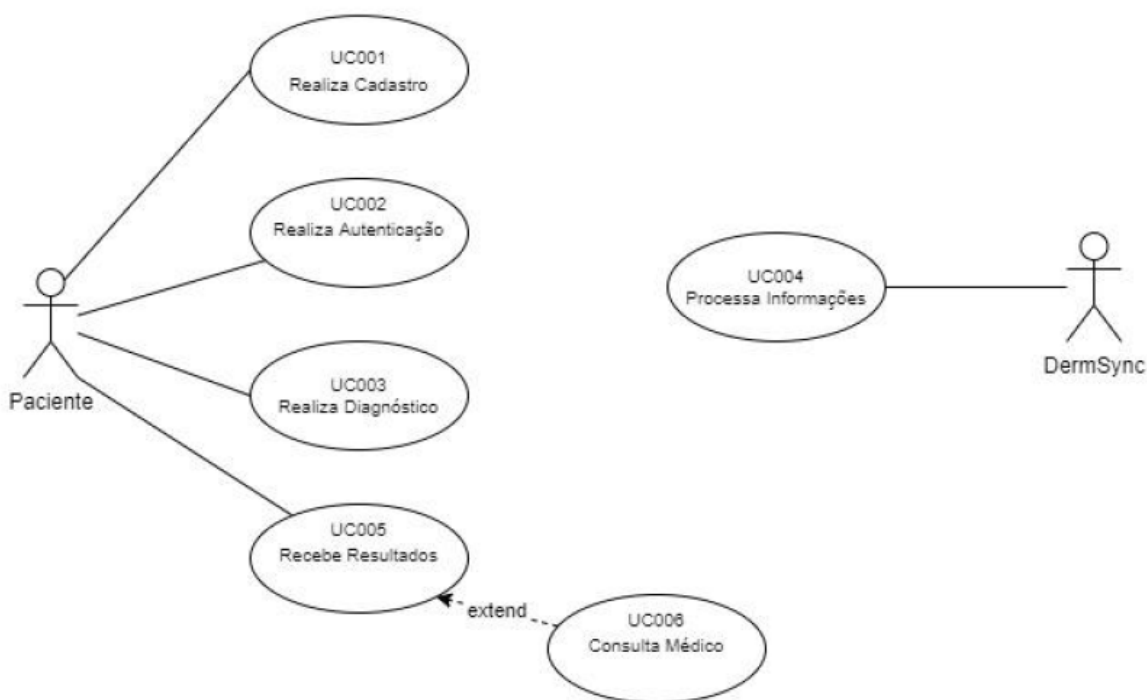 UC001
Realiza Cadastro
UC002
Realiza Autenticação
UC004
Processa Informações
DermSync
Paciente
UC003
Realiza Diagnóstico
UC005
Recebe Resultados
extend
UC006
Consulta Médico